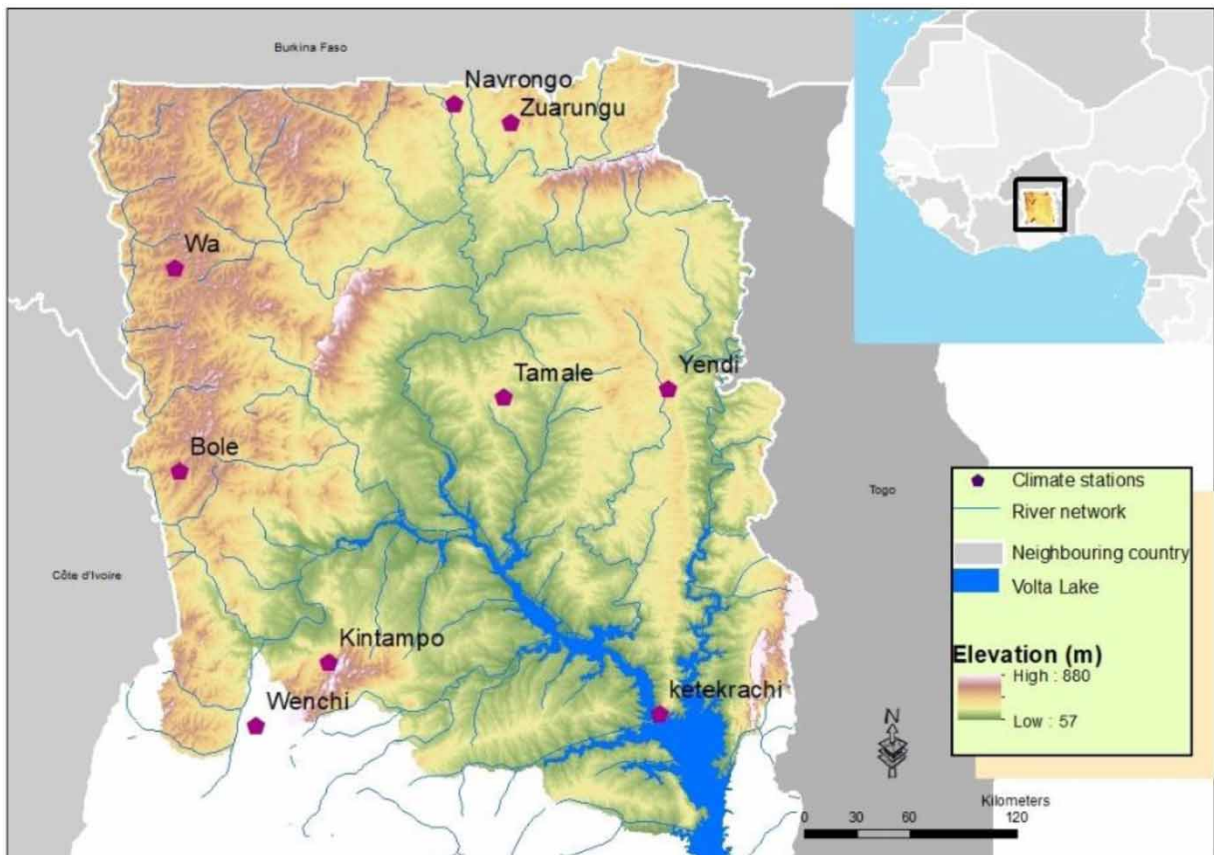 Burkina Faso
Navrongo
Zuarungu
Wa
Tamale
Yendi
Bole
Togo
Côte d'Ivoire
Kintampo
Wenchi
ketekrachi
Climate stations
River network
Neighbouring country
Volta Lake
Elevation (m)
High : 880
Low : 57
N
Kilometers
0 30 60 120